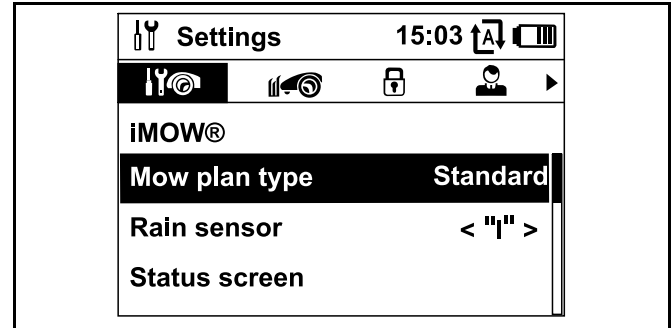 Settings 15:03 A
iMOW®
Mow plan type Standard
Rain sensor < "I" >
Status screen